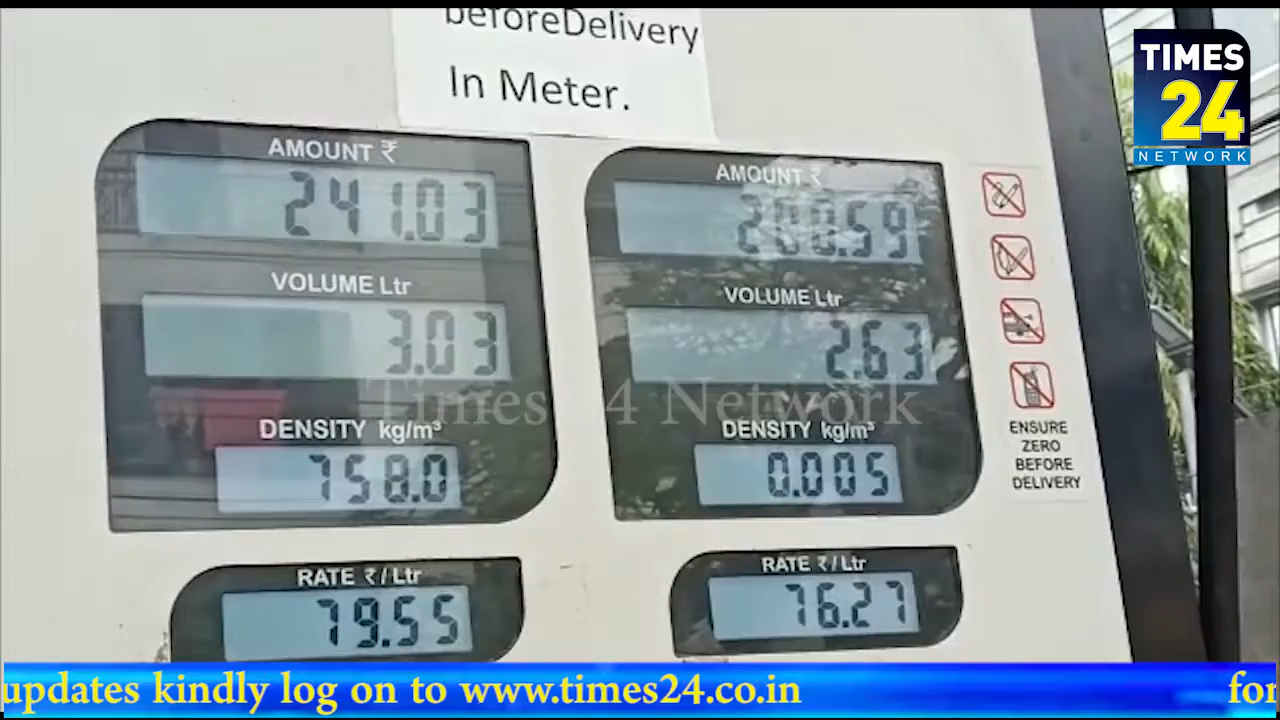 beforeDelivery
In Meter.
TIMES
24
NETWORK
AMOUNT ₹
241.03
VOLUME Ltr
3.03
DENSITY kg/m³
758.0
RATE ₹/Ltr
79.55
AMOUNT ₹
200.59
VOLUME Ltr
2.63
DENSITY kg/m³
0.005
RATE ₹/Ltr
76.27
ENSURE
ZERO
BEFORE
DELIVERY
Times 24 Network
updates kindly log on to www.times24.co.in for